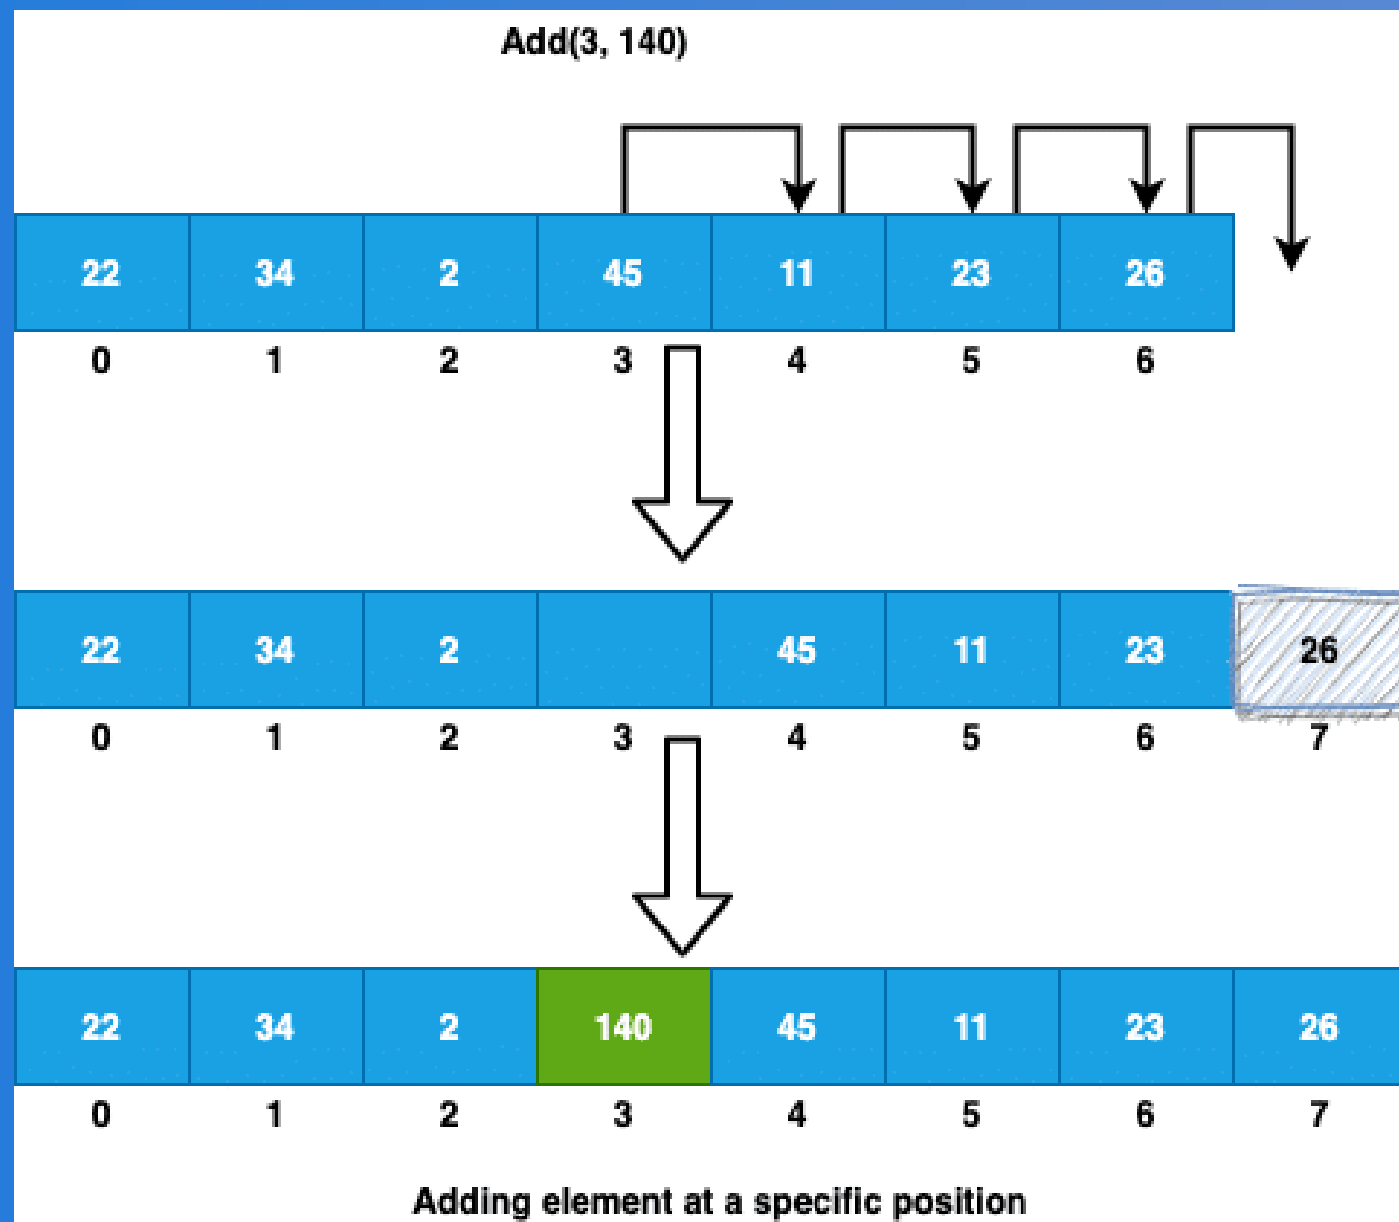 Add(3, 140)
22 34 2 45 11 23 26
0 1 2 3 4 5 6
22 34 2 45 11 23 26
0 1 2 3 4 5 6 7
22 34 2 140 45 11 23 26
0 1 2 3 4 5 6 7
Adding element at a specific position